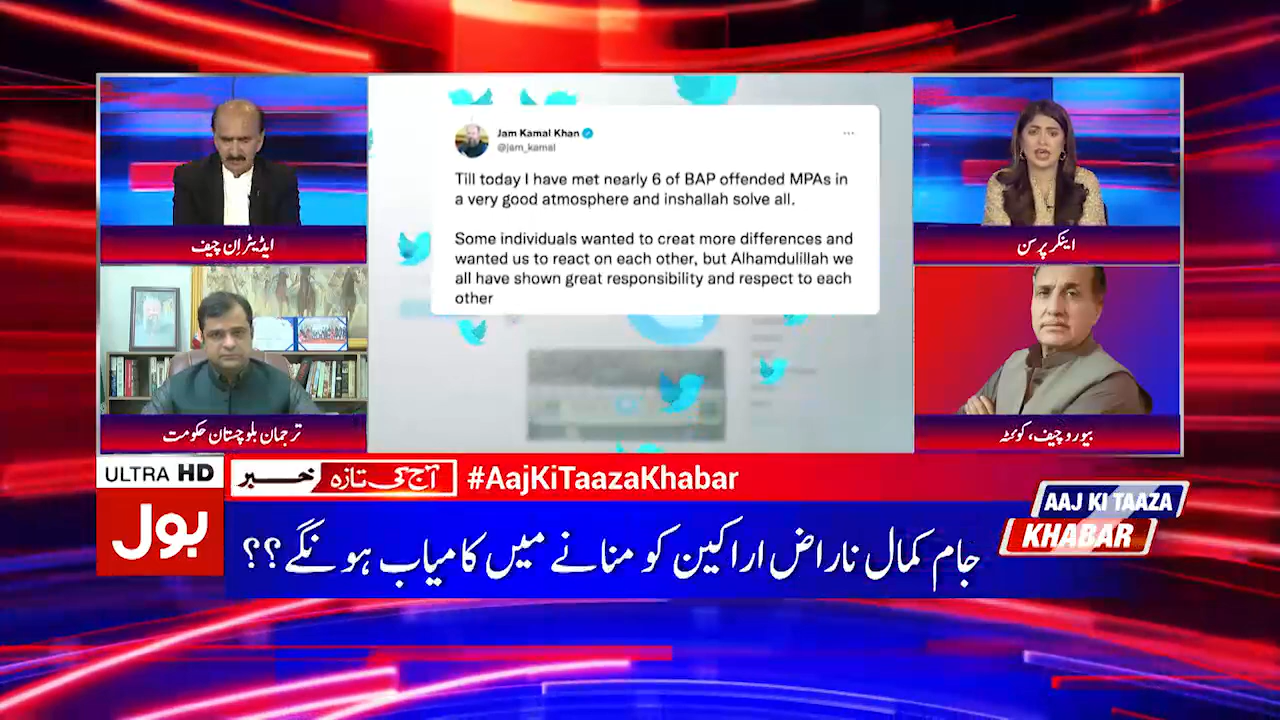 Jam Kamal Khan
@jam_kamal
Till today I have met nearly 6 of BAP offended MPAs in
a very good atmosphere and inshallah solve all.
Some individuals wanted to creat more differences and
wanted us to react on each other, but Alhamdulillah we
all have shown great responsibility and respect to each
other
ایڈیٹر اِن چیف
اینکر پرسن
ترجمان بلوچستان حکومت
بیورو چیف، کوئٹہ
ULTRA HD
آج کی تازہ خبر
#AajKiTaazaKhabar
بول
جام کمال ناراض اراکین کو منانے میں کامیاب ہونگے؟؟
AAJ KI TAAZA
KHABAR